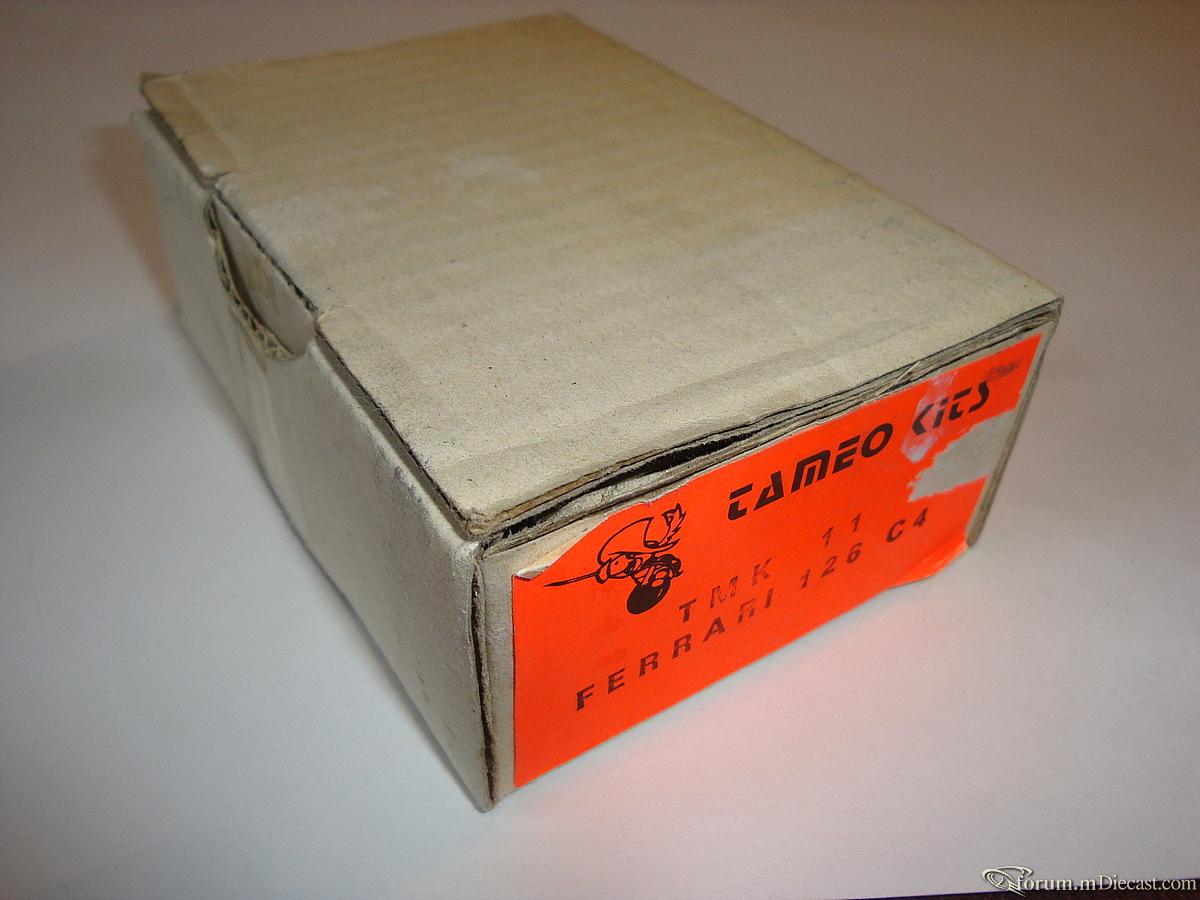 TAMEO KITS
TMK 11
FERRARI 126 C4
forum.mDiecast.com